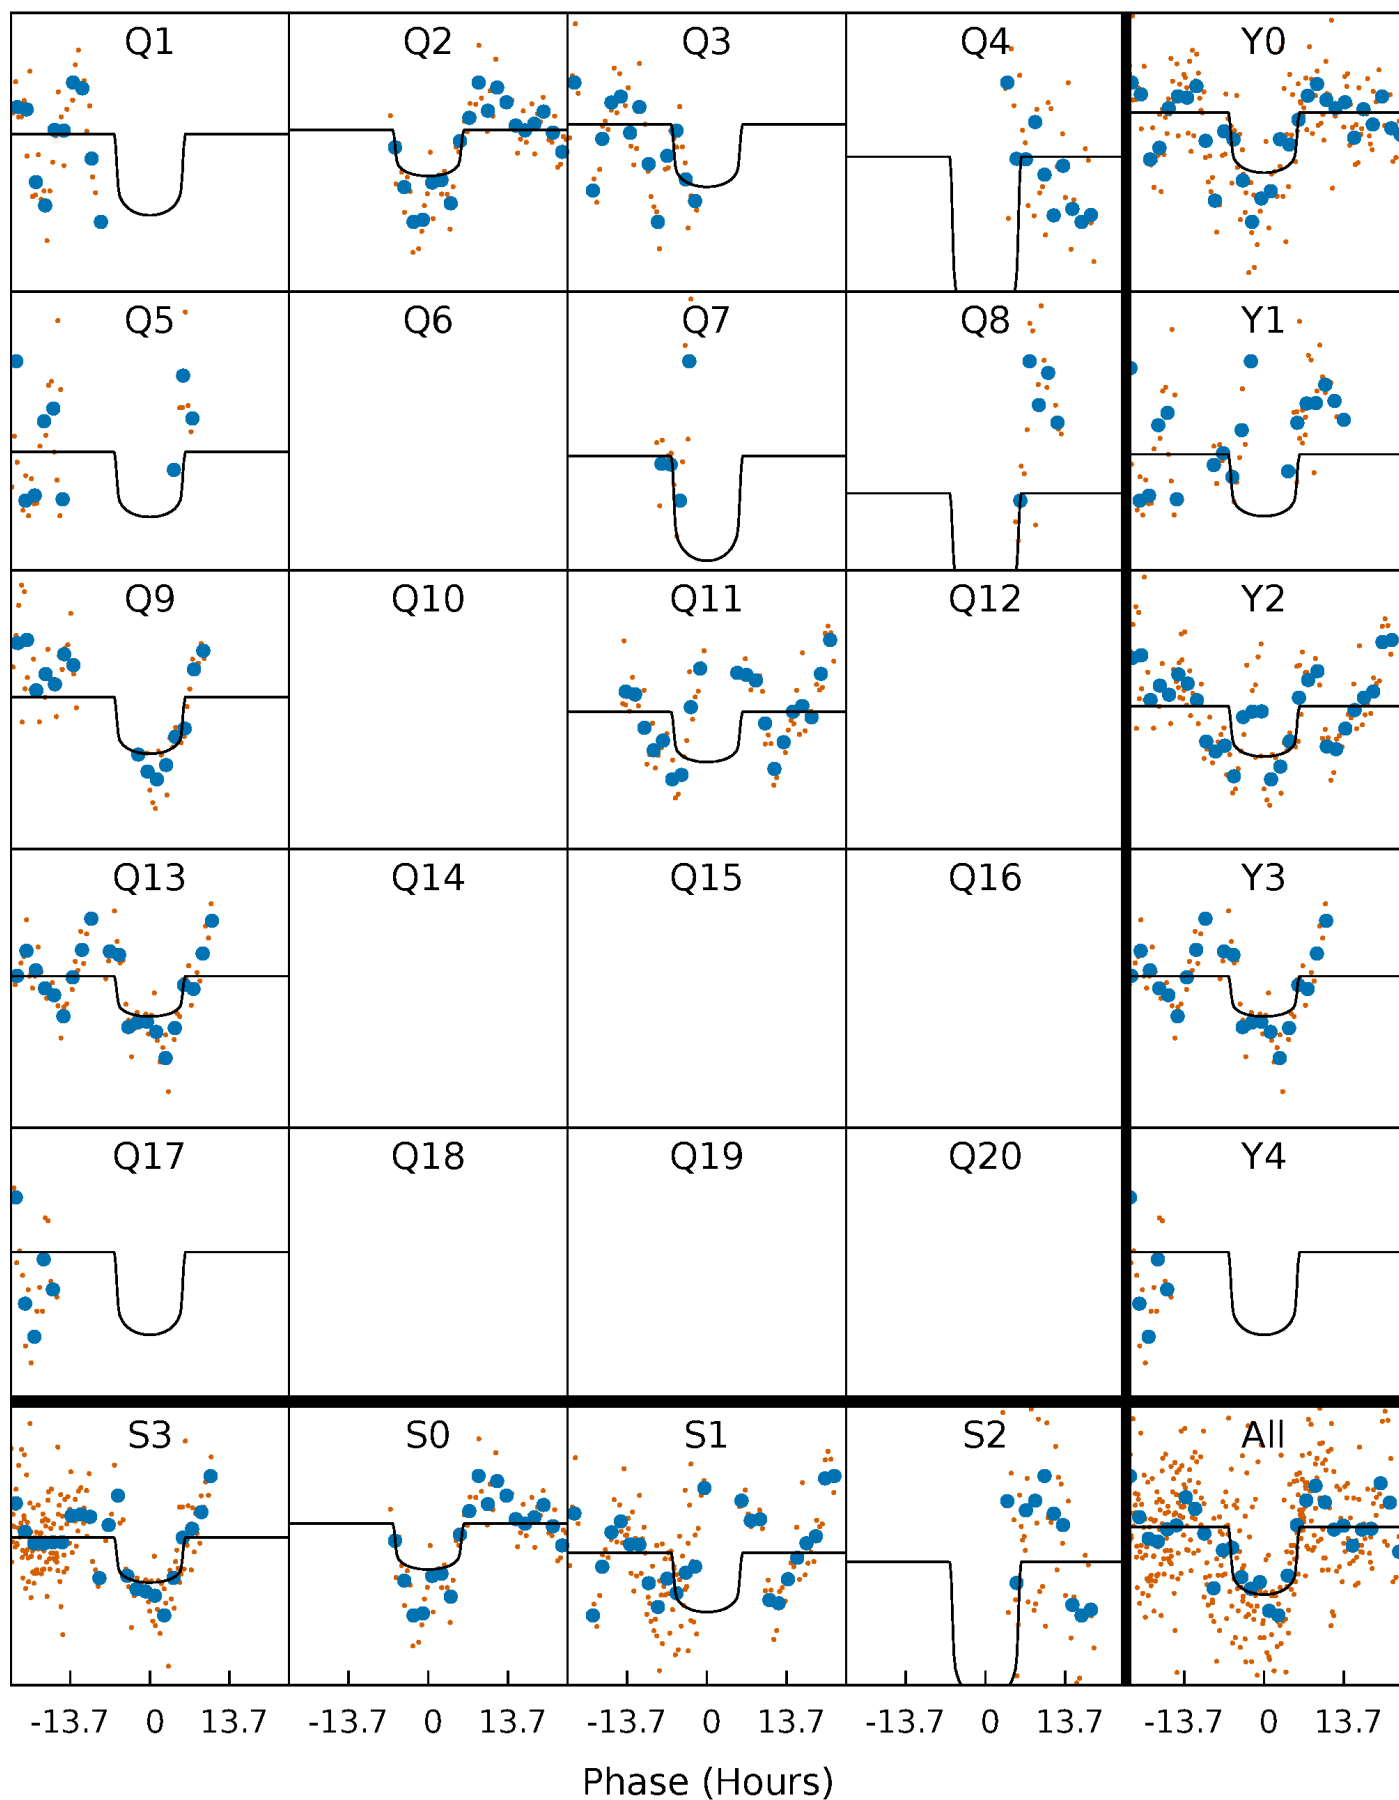 Q1 Q2 Q3 Q4 Y0
Q5 Q6 Q7 Q8 Y1
Q9 Q10 Q11 Q12 Y2
Q13 Q14 Q15 Q16 Y3
Q17 Q18 Q19 Q20 Y4
S3 S0 S1 S2 All
-13.7 0 13.7 -13.7 0 13.7 -13.7 0 13.7 -13.7 0 13.7 -13.7 0 13.7
Phase (Hours)